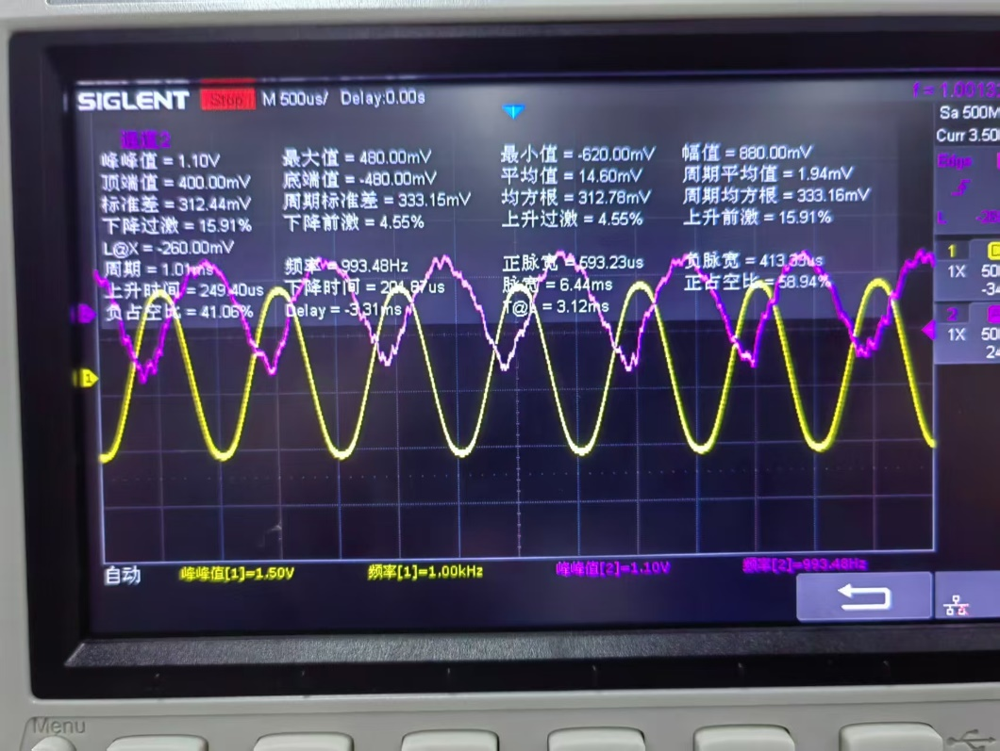 SIGLENT Stop M 500us/ Delay:0.00s
Sa 500M
Curr 3.50
峰峰值 = 1.10V 最大值 = 480.00mV 最小值 = -620.00mV 幅值 = 880.00mV
顶端值 = 400.00mV 底端值 = -480.00mV 平均值 = 14.60mV 周期平均值 = 1.94mV
标准差 = 312.44mV 周期标准差 = 333.15mV 均方根 = 312.78mV 周期均方根 = 333.16mV
下降过激 = 15.91% 下降前激 = 4.55% 上升过激 = 4.55% 上升前激 = 15.91%
L@X = -260.00mV
周期 = 1.01ms 频率 = 993.48Hz 正脉宽 = 593.23us 负脉宽 = 413.33us
上升时间 = 249.40us 下降时间 = 201.87us 脉宽 = 6.44ms 正占空比 = 58.94%
负占空比 = 41.06% Delay = -3.31ms = 3.12ms
Edge
L
1
1X
2
1X
1
自动 峰峰值[1]=1.50V 频率[1]=1.00kHz 峰峰值[2]=1.10V 频率[2]=993.48Hz
Menu